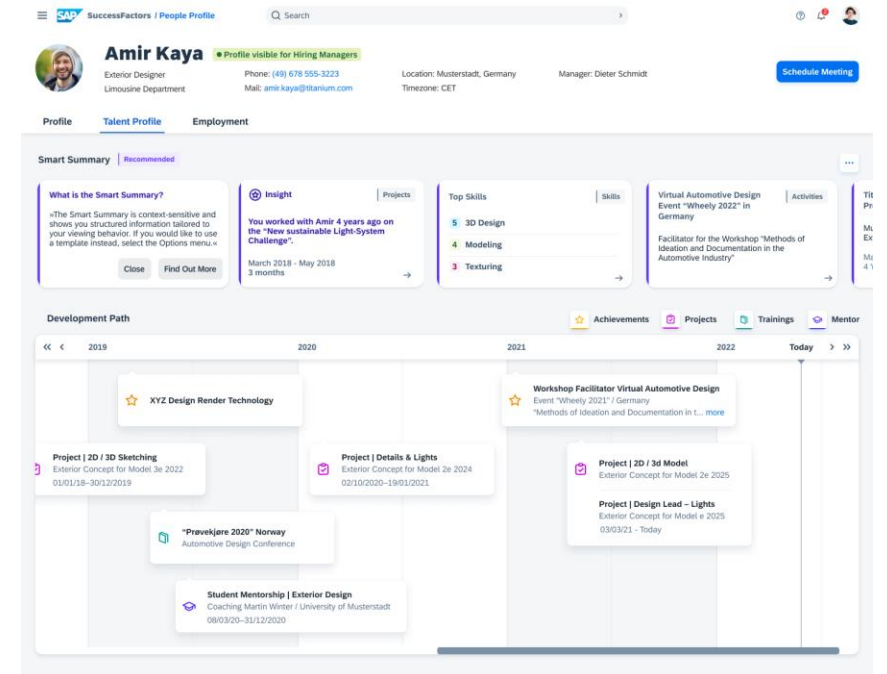 SAP SuccessFactors / People Profile
Search
2
Amir Kaya
Profile visible for Hiring Managers
Exterior Designer
Limousine Department
Phone: (49) 678 555-3223
Mail: amir.kaya@titanium.com
Location: Musterstadt, Germany
Timezone: CET
Manager: Dieter Schmidt
Schedule Meeting
Profile
Talent Profile
Employment
Smart Summary
Recommended
What is the Smart Summary?
»The Smart Summary is context-sensitive and
shows you structured information tailored to
your viewing behavior. If you would like to use
a template instead, select the Options menu.«
Close
Find Out More
Insight
Projects
You worked with Amir 4 years ago on
the "New sustainable Light-System
Challenge".
March 2018 - May 2018
3 months
Top Skills
Skills
5 3D Design
4 Modeling
3 Texturing
Virtual Automotive Design
Event "Wheely 2022" in
Germany
Activities
Facilitator for the Workshop "Methods of
Ideation and Documentation in the
Automotive Industry"
Tit
Pr
Mu
Ex
Ma
4 Y
Development Path
Achievements
Projects
Trainings
Mentor
2019
2020
2021
2022
Today
XYZ Design Render Technology
Workshop Facilitator Virtual Automotive Design
Event "Wheely 2021" / Germany
"Methods of Ideation and Documentation in t... more
Project | 2D / 3D Sketching
Exterior Concept for Model 3e 2022
01/01/18–30/12/2019
Project | Details & Lights
Exterior Concept for Model 2e 2024
02/10/2020–19/01/2021
Project | 2D / 3d Model
Exterior Concept for Model 2e 2025
Project | Design Lead – Lights
Exterior Concept for Model e 2025
03/03/21 - Today
"Prøvekjøre 2020" Norway
Automotive Design Conference
Student Mentorship | Exterior Design
Coaching Martin Winter / University of Musterstadt
08/03/20–31/12/2020